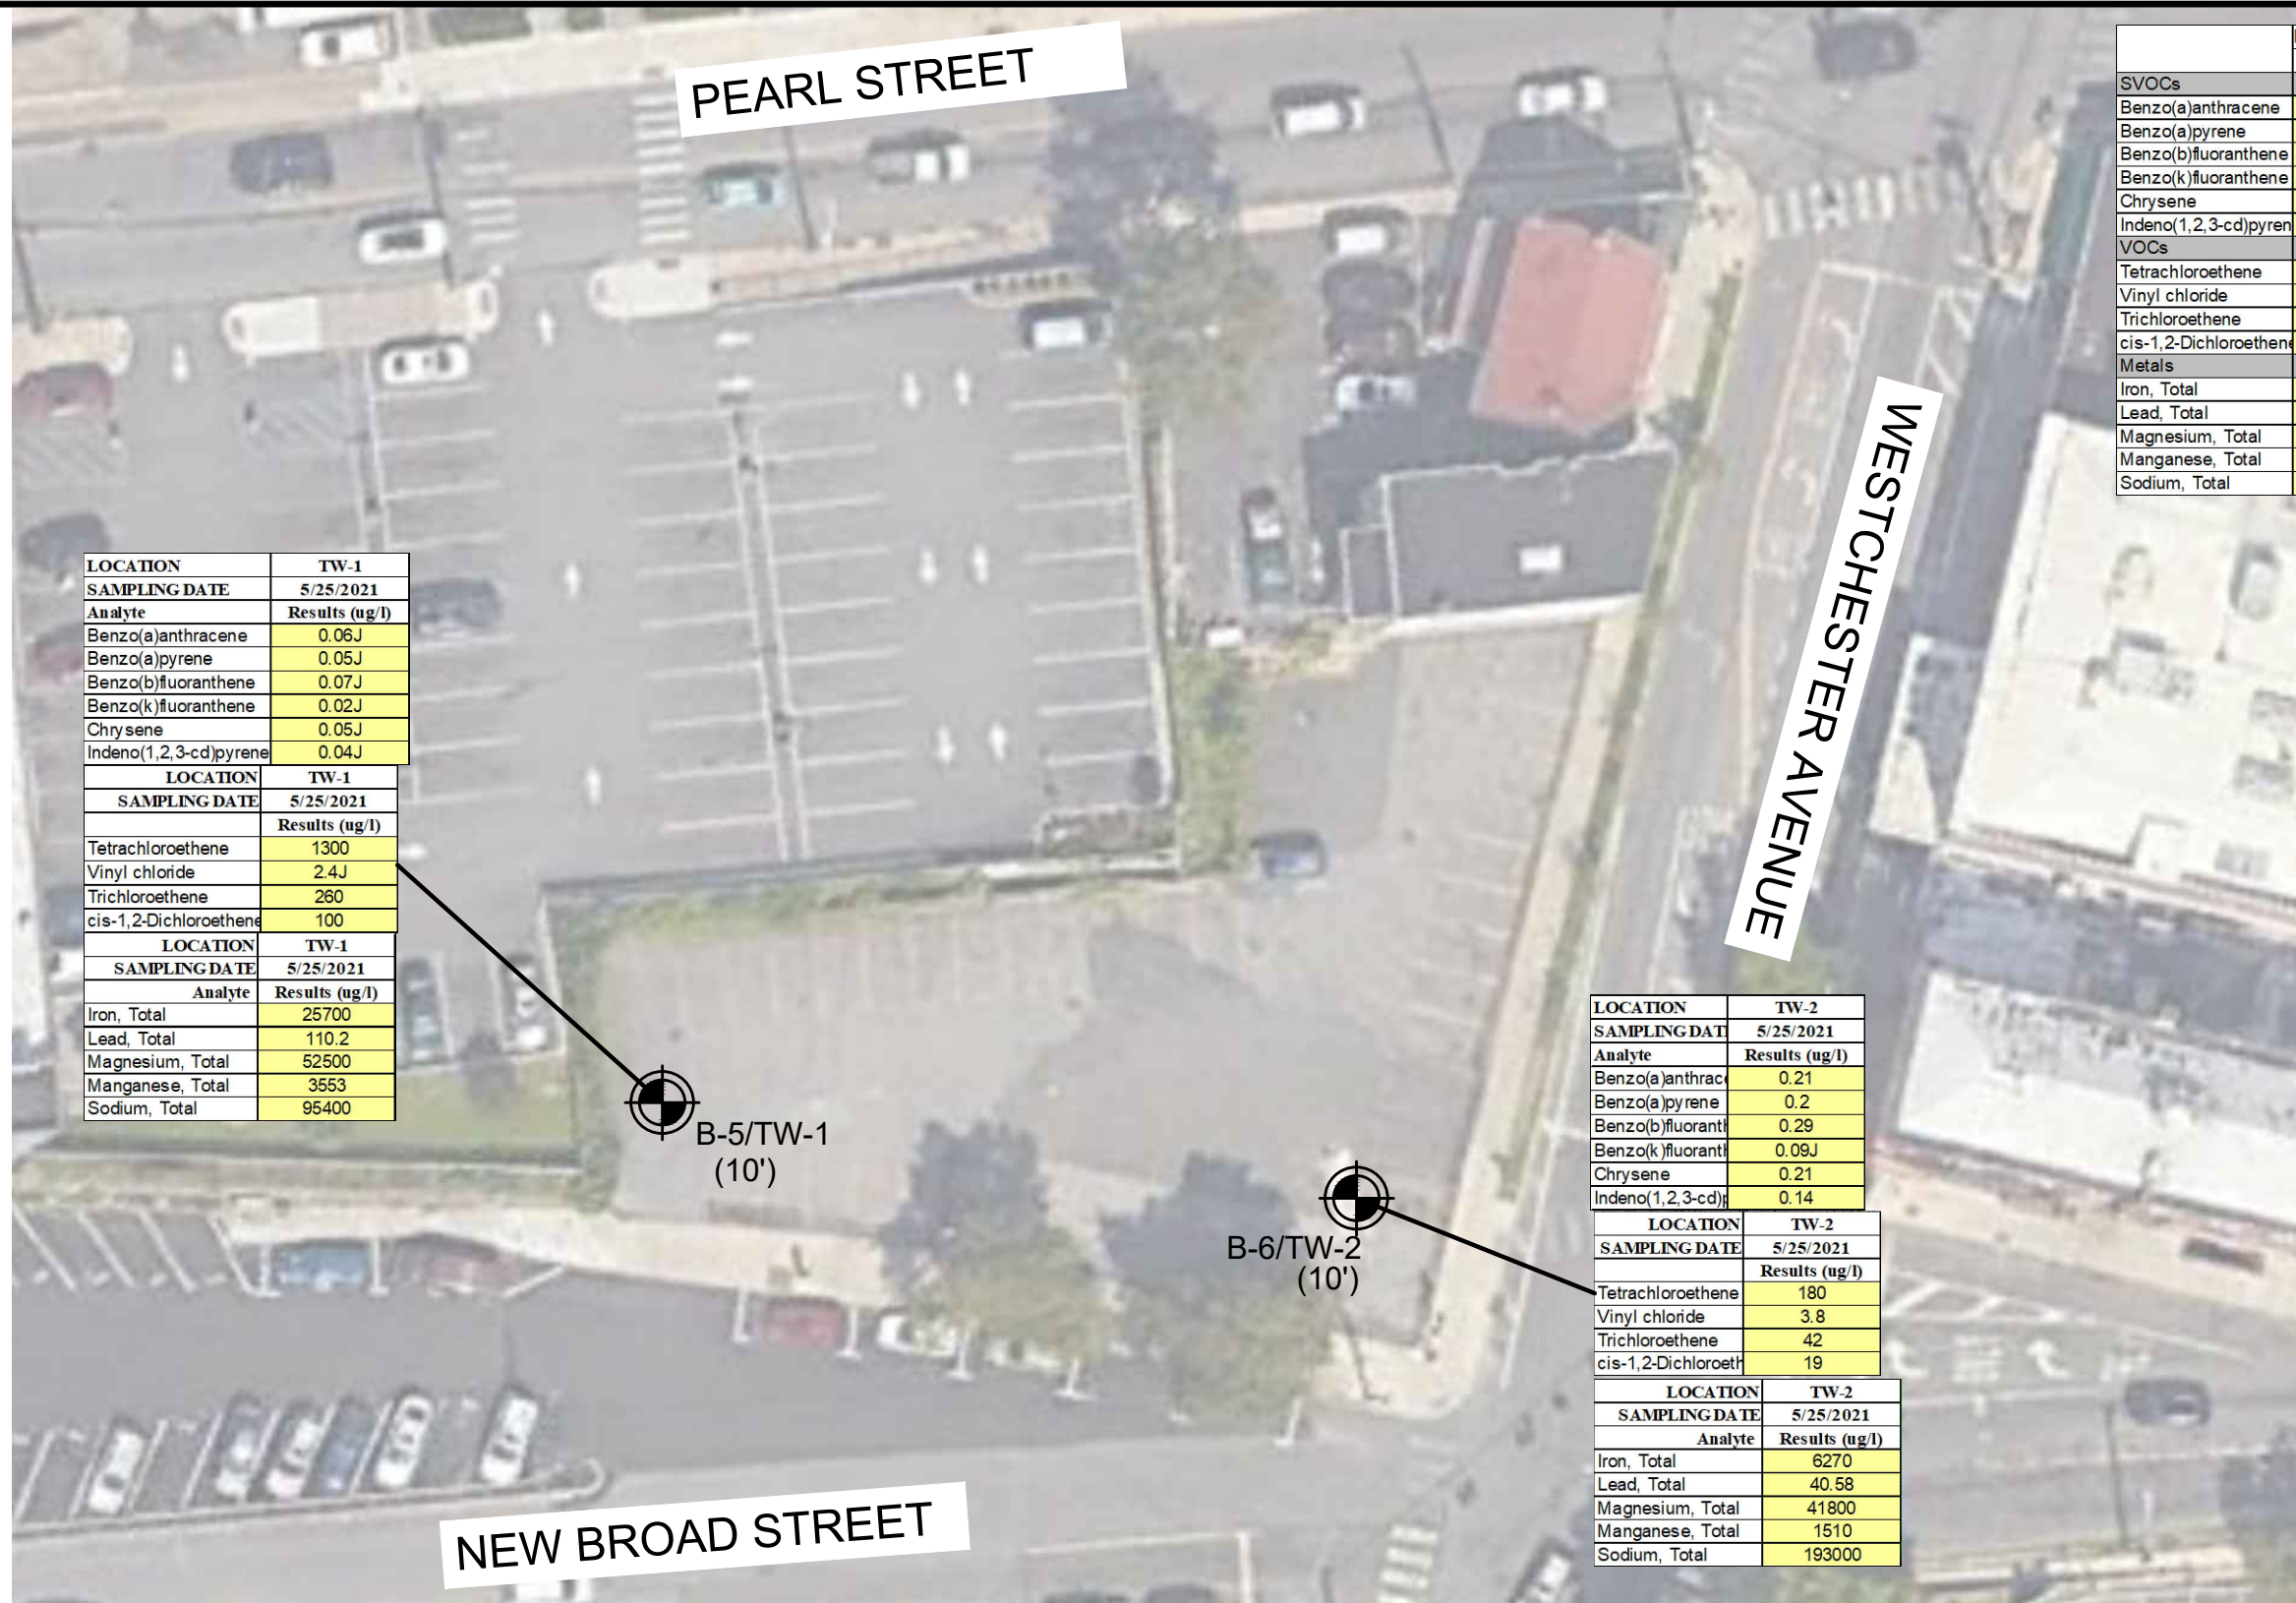 PEARL STREET
SVOCs
Benzo(a)anthracene
Benzo(a)pyrene
Benzo(b)fluoranthene
Benzo(k)fluoranthene
Chrysene
Indeno(1,2,3-cd)pyren
VOCs
Tetrachloroethene
Vinyl chloride
Trichloroethene
cis-1,2-Dichloroethene
Metals
Iron, Total
Lead, Total
Magnesium, Total
Manganese, Total
Sodium, Total
WESTCHESTER AVENUE
LOCATION TW-1
SAMPLING DATE 5/25/2021
Analyte Results (ug/l)
Benzo(a)anthracene 0.06J
Benzo(a)pyrene 0.05J
Benzo(b)fluoranthene 0.07J
Benzo(k)fluoranthene 0.02J
Chrysene 0.05J
Indeno(1,2,3-cd)pyrene 0.04J
LOCATION TW-1
SAMPLING DATE 5/25/2021
Results (ug/l)
Tetrachloroethene 1300
Vinyl chloride 2.4J
Trichloroethene 260
cis-1,2-Dichloroethene 100
LOCATION TW-1
SAMPLING DATE 5/25/2021
Analyte Results (ug/l)
Iron, Total 25700
Lead, Total 110.2
Magnesium, Total 52500
Manganese, Total 3553
Sodium, Total 95400
B-5/TW-1
(10')
B-6/TW-2
(10')
LOCATION TW-2
SAMPLING DATE 5/25/2021
Analyte Results (ug/l)
Benzo(a)anthrace 0.21
Benzo(a)pyrene 0.2
Benzo(b)fluoranth 0.29
Benzo(k)fluoranth 0.09J
Chrysene 0.21
Indeno(1,2,3-cd)p 0.14
LOCATION TW-2
SAMPLING DATE 5/25/2021
Results (ug/l)
Tetrachloroethene 180
Vinyl chloride 3.8
Trichloroethene 42
cis-1,2-Dichloroeth 19
LOCATION TW-2
SAMPLING DATE 5/25/2021
Analyte Results (ug/l)
Iron, Total 6270
Lead, Total 40.58
Magnesium, Total 41800
Manganese, Total 1510
Sodium, Total 193000
NEW BROAD STREET